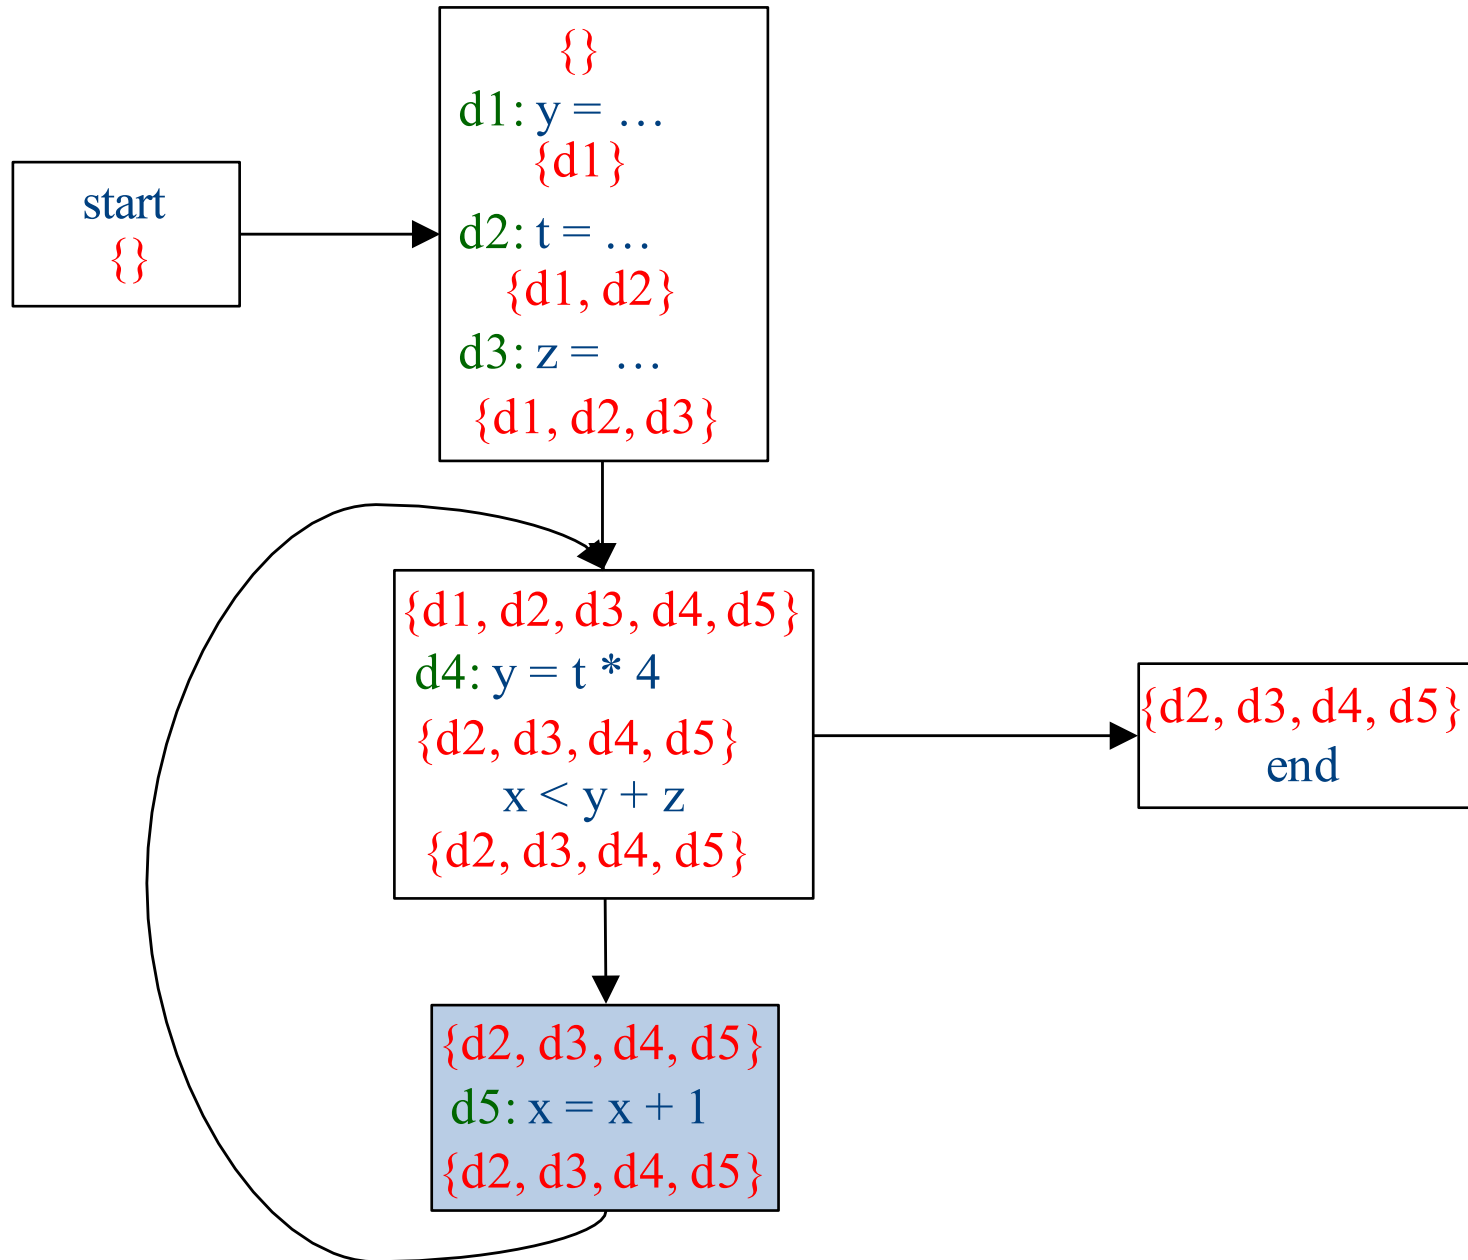 start
{}
{}
d1: y = …
{d1}
d2: t = …
{d1, d2}
d3: z = …
{d1, d2, d3}
{d1, d2, d3, d4, d5}
d4: y = t * 4
{d2, d3, d4, d5}
x < y + z
{d2, d3, d4, d5}
{d2, d3, d4, d5}
end
{d2, d3, d4, d5}
d5: x = x + 1
{d2, d3, d4, d5}